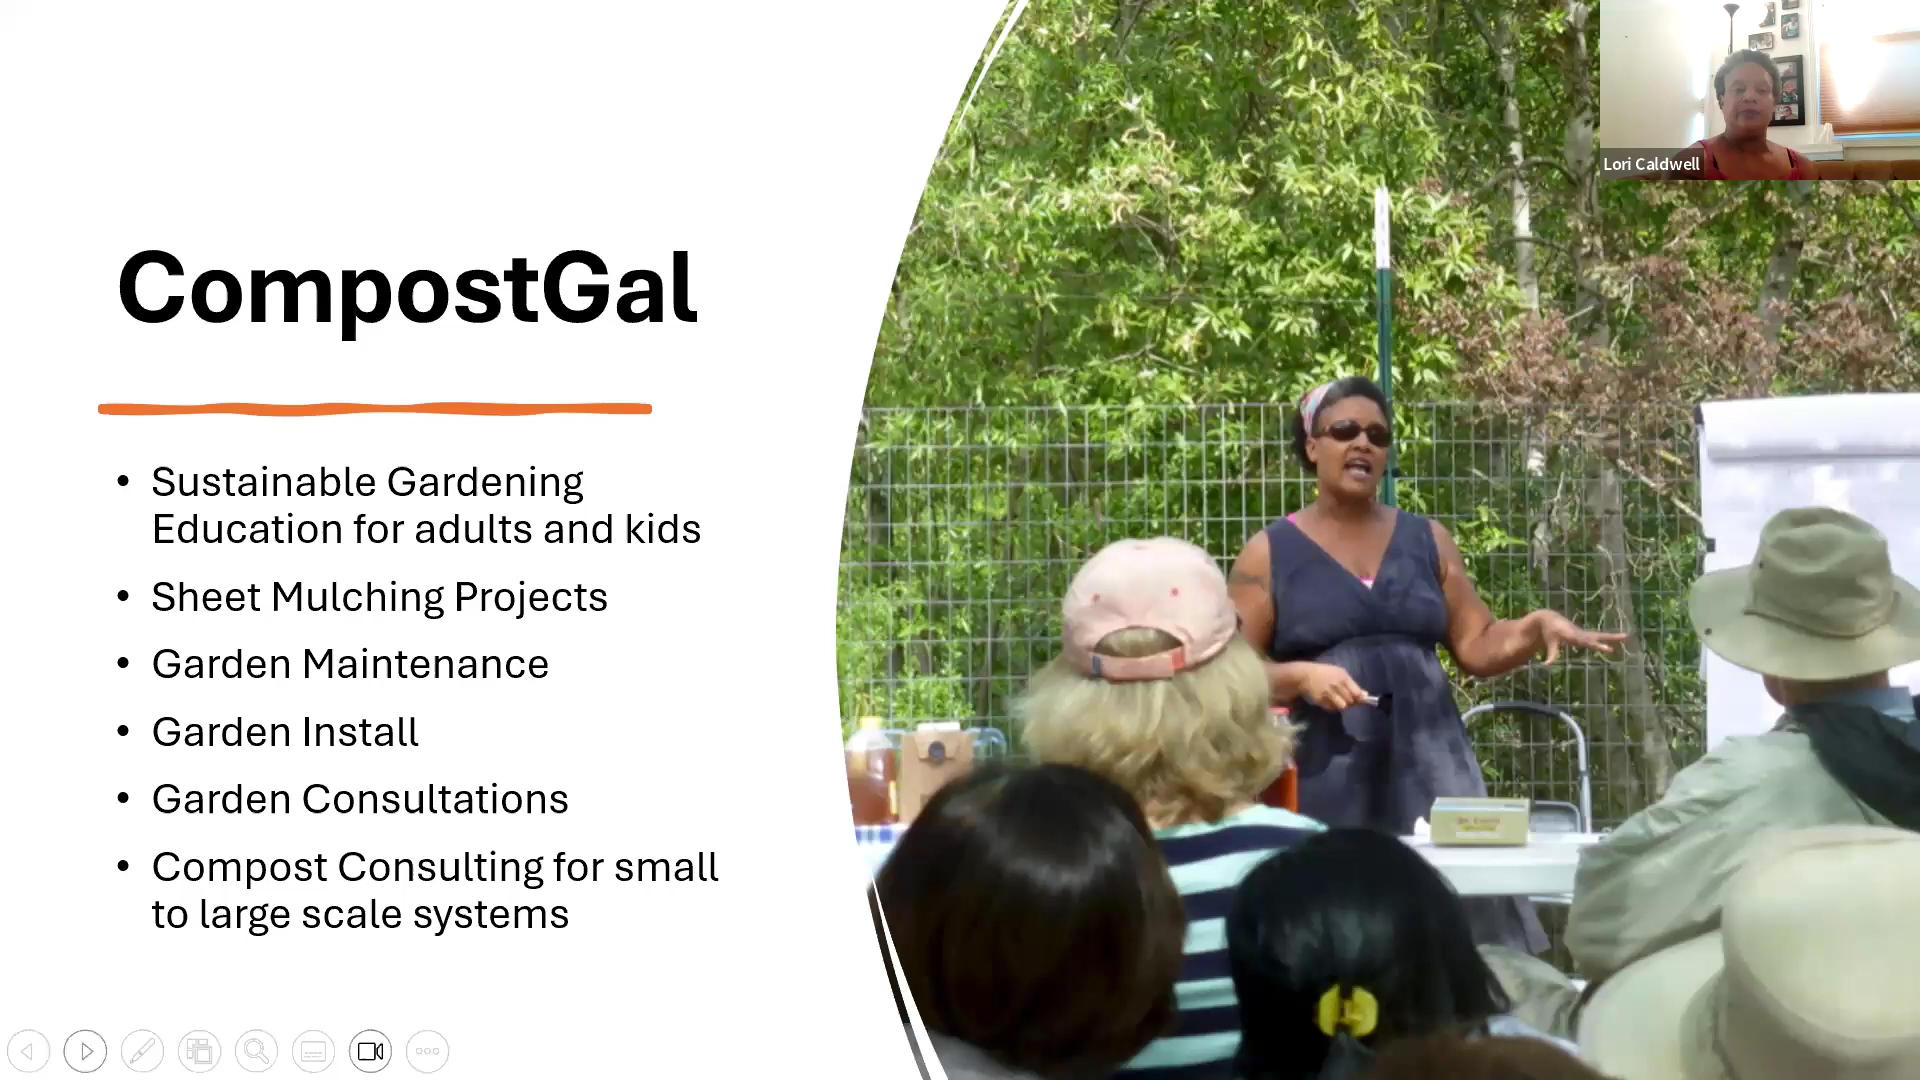 Lori Caldwell
CompostGal
• Sustainable Gardening
Education for adults and kids
• Sheet Mulching Projects
• Garden Maintenance
• Garden Install
• Garden Consultations
• Compost Consulting for small
to large scale systems